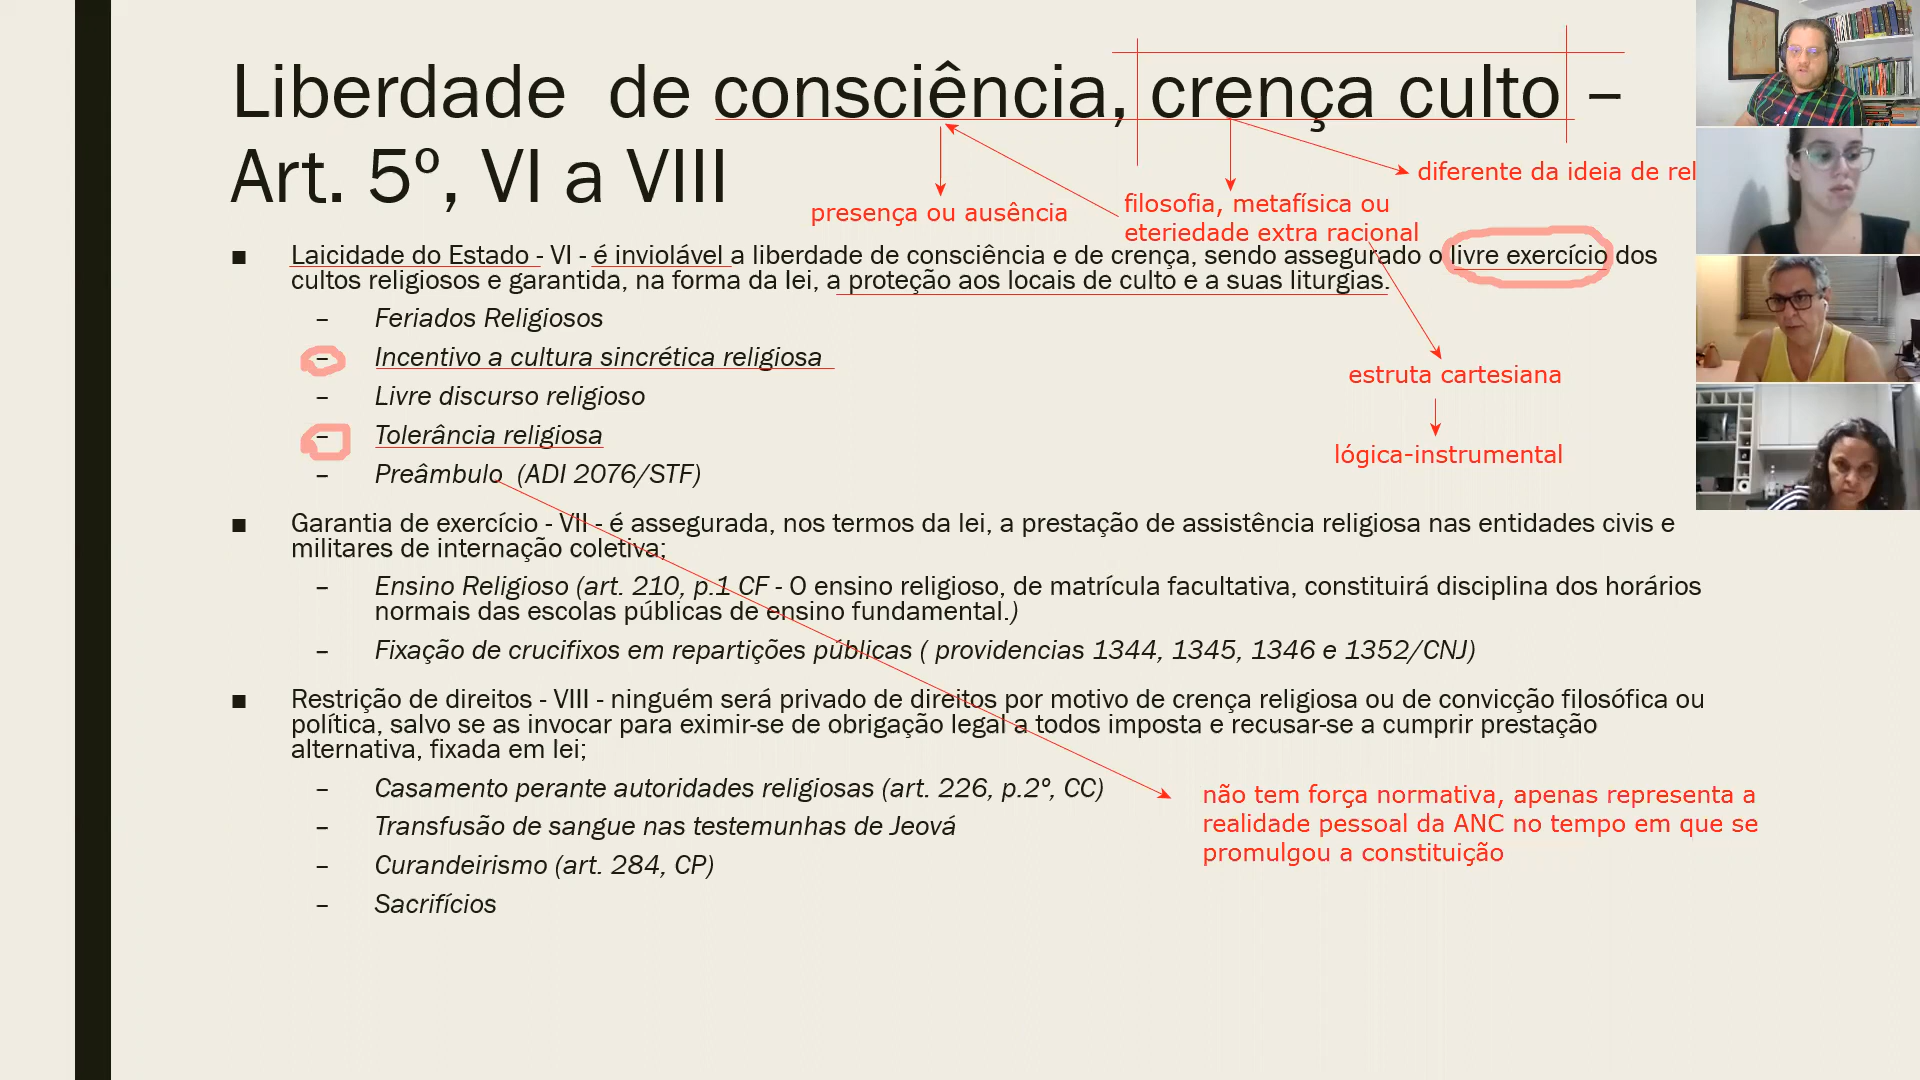 Liberdade de consciência, crença culto –
Art. 5º, VI a VIII
diferente da ideia de rel
presença ou ausência
filosofia, metafísica ou
eteriedade extra racional
■ Laicidade do Estado - VI - é inviolável a liberdade de consciência e de crença, sendo assegurado o livre exercício dos
cultos religiosos e garantida, na forma da lei, a proteção aos locais de culto e a suas liturgias.
– Feriados Religiosos
– Incentivo a cultura sincrética religiosa
– Livre discurso religioso
– Tolerância religiosa
– Preâmbulo (ADI 2076/STF)
estruta cartesiana
lógica-instrumental
■ Garantia de exercício - VII - é assegurada, nos termos da lei, a prestação de assistência religiosa nas entidades civis e
militares de internação coletiva;
– Ensino Religioso (art. 210, p.1 CF - O ensino religioso, de matrícula facultativa, constituirá disciplina dos horários
normais das escolas públicas de ensino fundamental.)
– Fixação de crucifixos em repartições públicas ( providencias 1344, 1345, 1346 e 1352/CNJ)
■ Restrição de direitos - VIII - ninguém será privado de direitos por motivo de crença religiosa ou de convicção filosófica ou
política, salvo se as invocar para eximir-se de obrigação legal a todos imposta e recusar-se a cumprir prestação
alternativa, fixada em lei;
– Casamento perante autoridades religiosas (art. 226, p.2º, CC)
– Transfusão de sangue nas testemunhas de Jeová
– Curandeirismo (art. 284, CP)
– Sacrifícios
não tem força normativa, apenas representa a
realidade pessoal da ANC no tempo em que se
promulgou a constituição